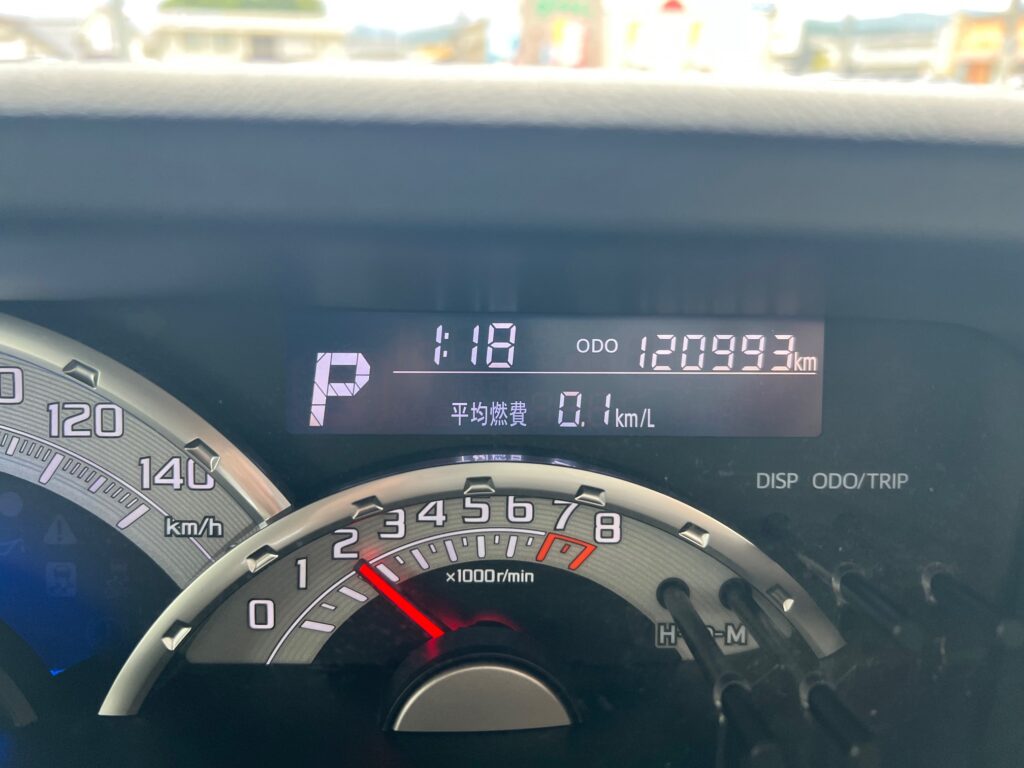 1:18 ODO 120993km
P
平均燃費 0.1km/L
120
140
km/h
DISP ODO/TRIP
0 1 2 3 4 5 6 7 8
×1000r/min